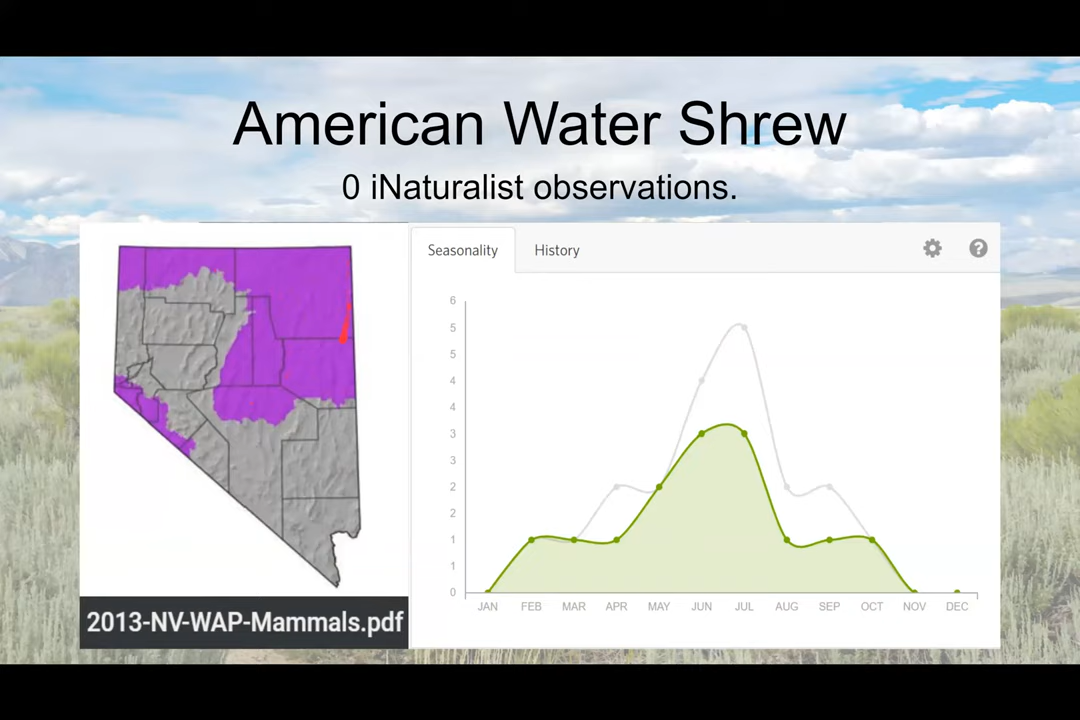 American Water Shrew
0 iNaturalist observations.
Seasonality
History
?
6
5
5
4
4
3
3
2
2
1
1
0
JAN FEB MAR APR MAY JUN JUL AUG SEP OCT NOV DEC
2013-NV-WAP-Mammals.pdf